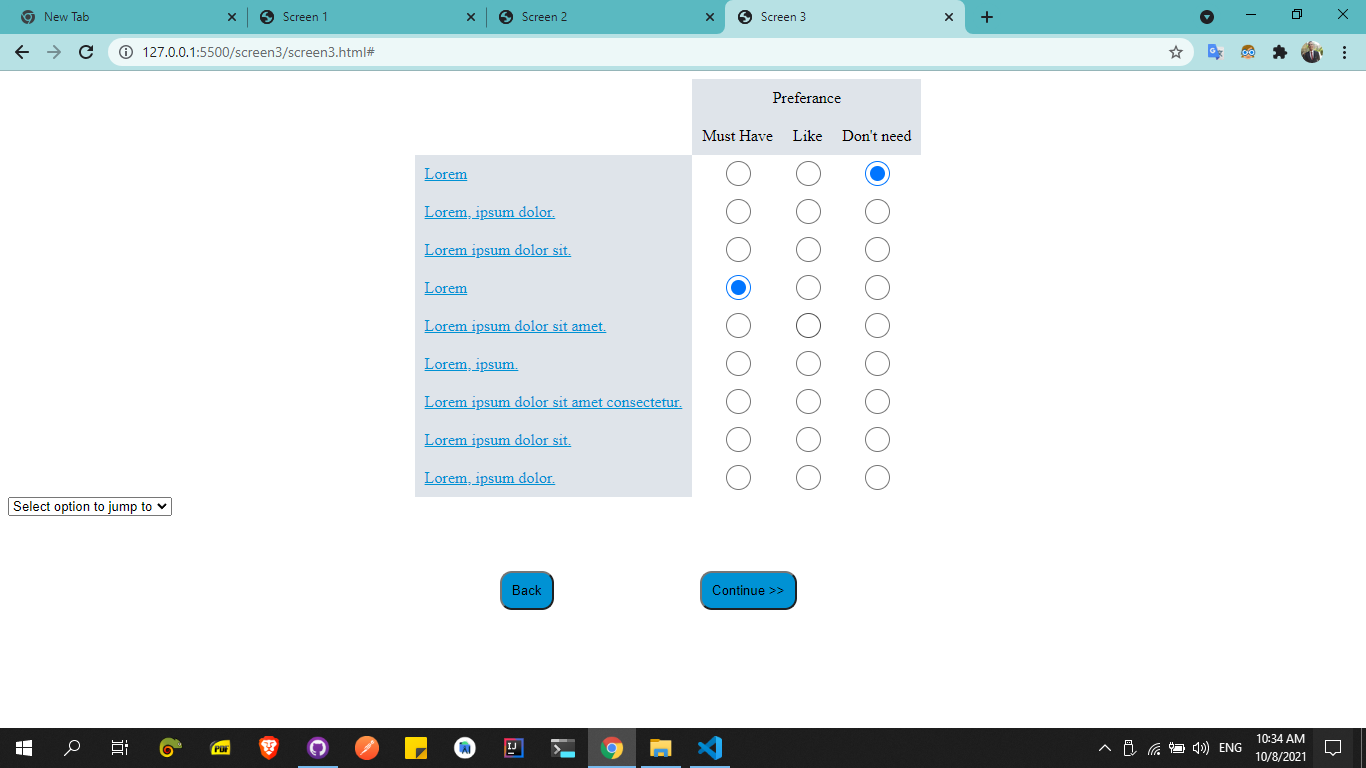 New Tab
Screen 1
Screen 2
Screen 3
127.0.0.1:5500/screen3/screen3.html#
Preferance
Must Have Like Don't need
Lorem
Lorem, ipsum dolor.
Lorem ipsum dolor sit.
Lorem
Lorem ipsum dolor sit amet.
Lorem, ipsum.
Lorem ipsum dolor sit amet consectetur.
Lorem ipsum dolor sit.
Lorem, ipsum dolor.
Select option to jump to
Back
Continue >>
PDF
IJ
ENG
10:34 AM
10/8/2021